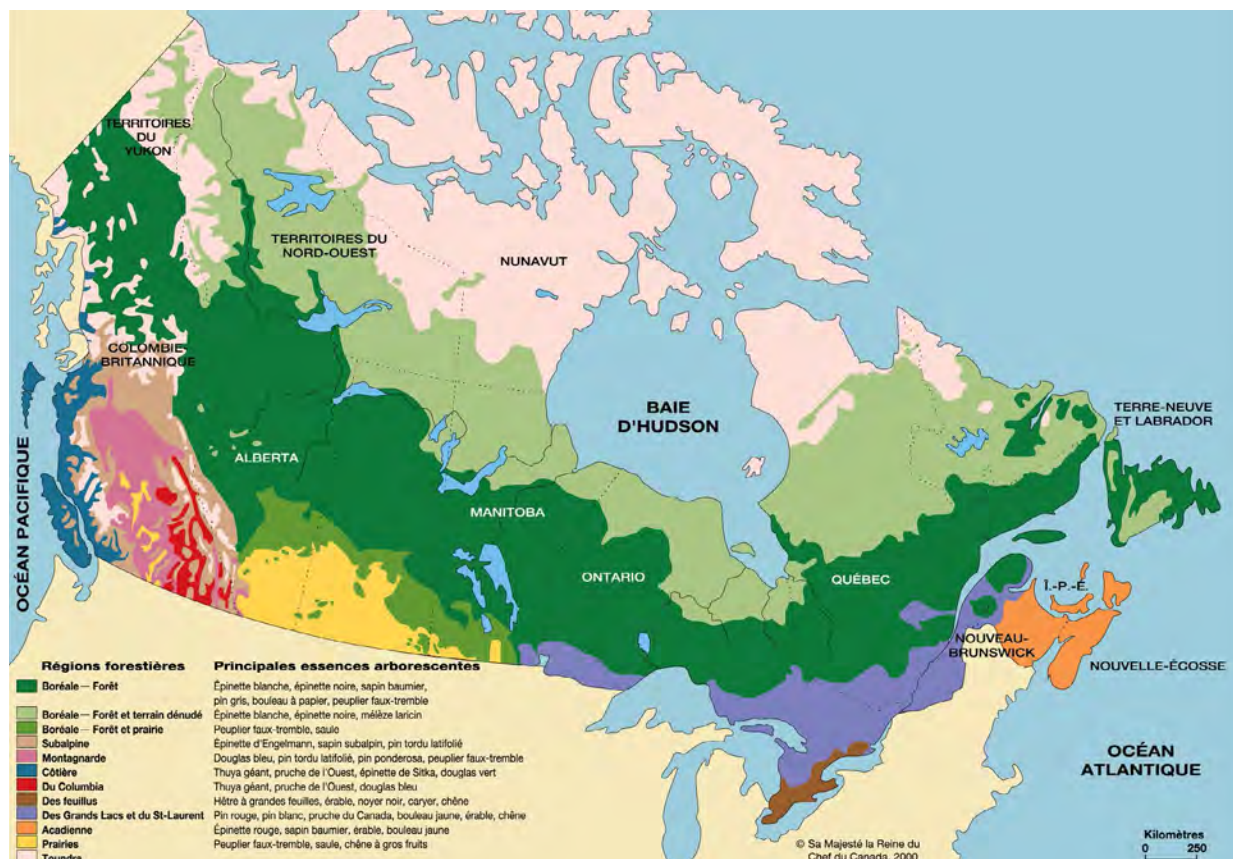 TERRITOIRES
DU
YUKON
TERRITOIRES DU
NORD-OUEST
NUNAVUT
COLOMBIE-
BRITANNIQUE
BAIE
D'HUDSON
TERRE-NEUVE
ET LABRADOR
OCÉAN PACIFIQUE
ALBERTA
MANITOBA
ONTARIO
QUÉBEC
Î.-P.-É.
NOUVEAU-
BRUNSWICK
NOUVELLE-ÉCOSSE
OCÉAN
ATLANTIQUE
Régions forestières Principales essences arborescentes
Boréale — Forêt Épinette blanche, épinette noire, sapin baumier,
pin gris, bouleau à papier, peuplier faux-tremble
Boréale — Forêt et terrain dénudé Épinette blanche, épinette noire, mélèze laricin
Boréale — Forêt et prairie Peuplier faux-tremble, saule
Subalpine Épinette d'Engelmann, sapin subalpin, pin tordu latifolié
Montagnarde Douglas bleu, pin tordu latifolié, pin ponderosa, peuplier faux-tremble
Côtière Thuya géant, pruche de l'Ouest, épinette de Sitka, douglas vert
Du Columbia Thuya géant, pruche de l'Ouest, douglas bleu
Des feuillus Hêtre à grandes feuilles, érable, noyer noir, caryer, chêne
Des Grands Lacs et du St-Laurent Pin rouge, pin blanc, pruche du Canada, bouleau jaune, érable, chêne
Acadienne Épinette rouge, sapin baumier, érable, bouleau jaune
Prairies Peuplier faux-tremble, saule, chêne à gros fruits
Toundra
© Sa Majesté la Reine du
Chef du Canada, 2000
Kilomètres
0 250